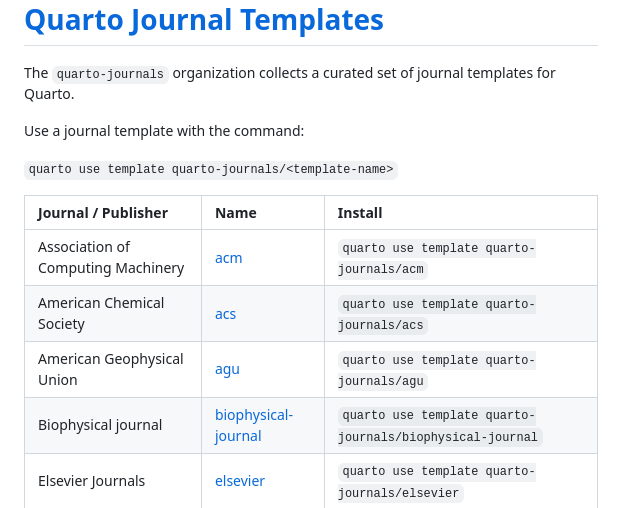 Quarto Journal Templates
The quarto-journals organization collects a curated set of journal templates for
Quarto.
Use a journal template with the command:
quarto use template quarto-journals/<template-name>
Journal / Publisher Name Install
Association of
Computing Machinery
acm
quarto use template quarto-
journals/acm
American Chemical
Society
acs
quarto use template quarto-
journals/acs
American Geophysical
Union
agu
quarto use template quarto-
journals/agu
Biophysical journal
biophysical-
journal
quarto use template quarto-
journals/biophysical-journal
Elsevier Journals
elsevier
quarto use template quarto-
journals/elsevier